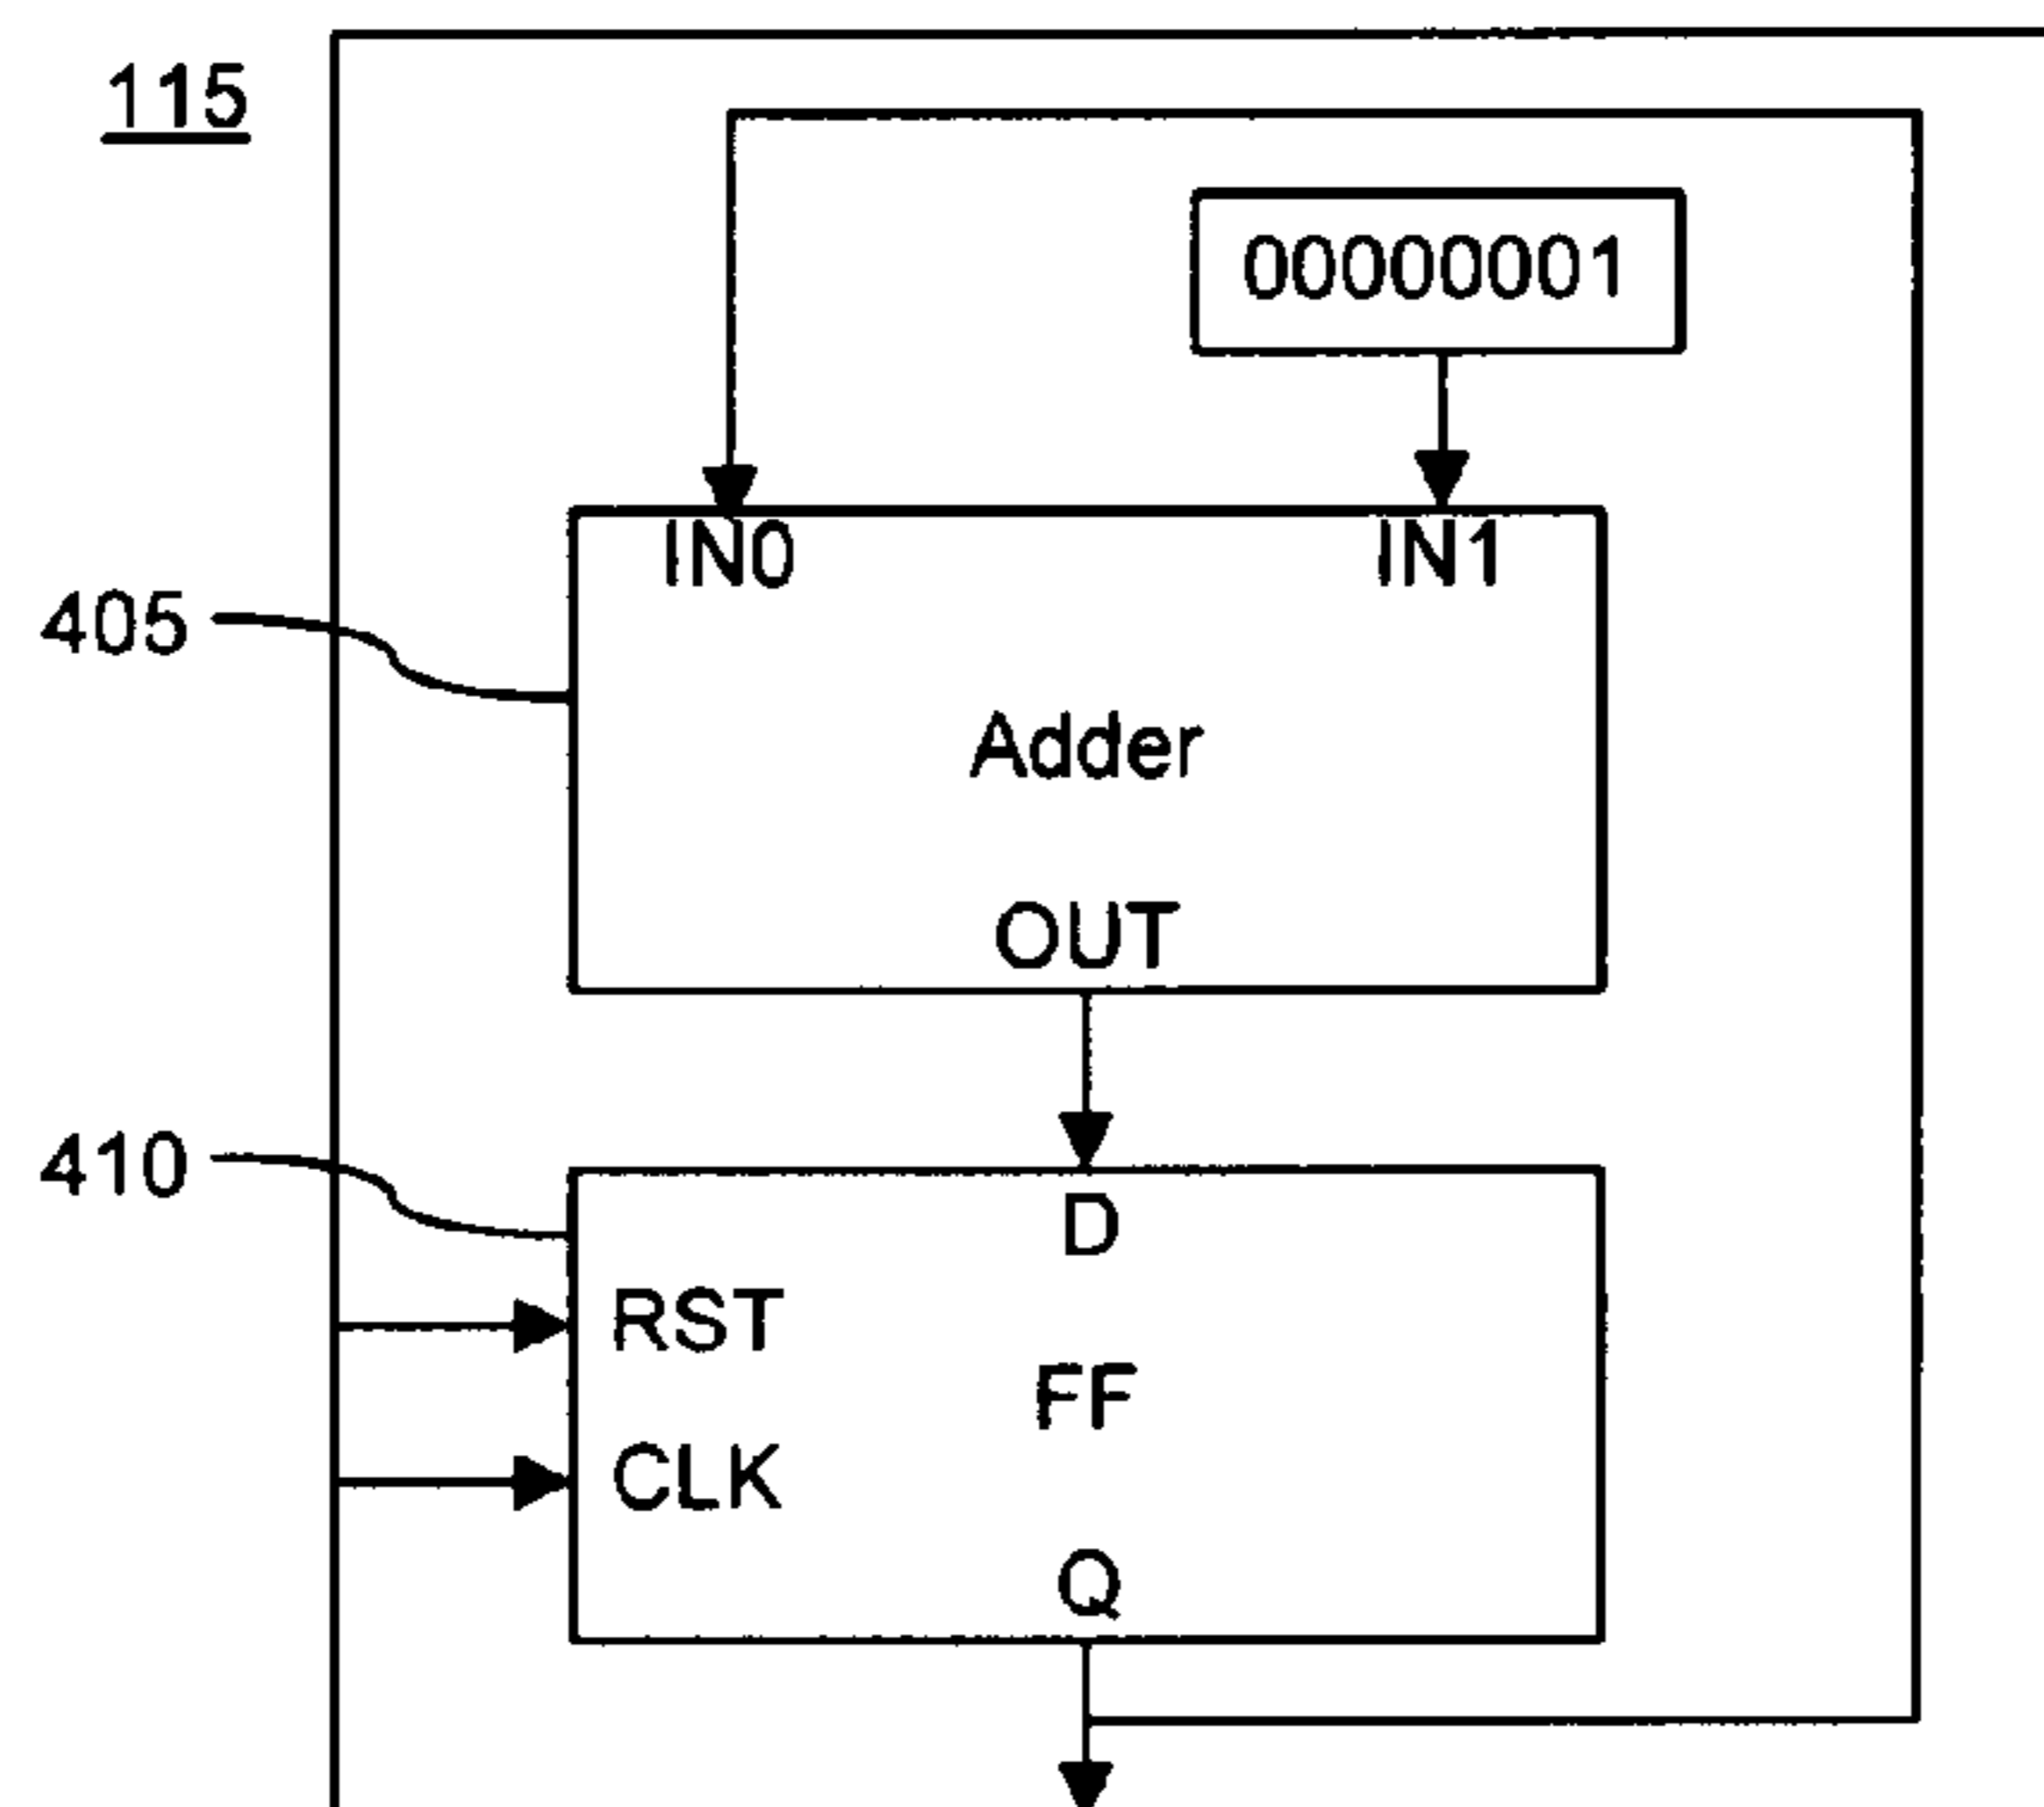 115
00000001
IN0 IN1
405
Adder
OUT
410
D
RST
FF
CLK
Q